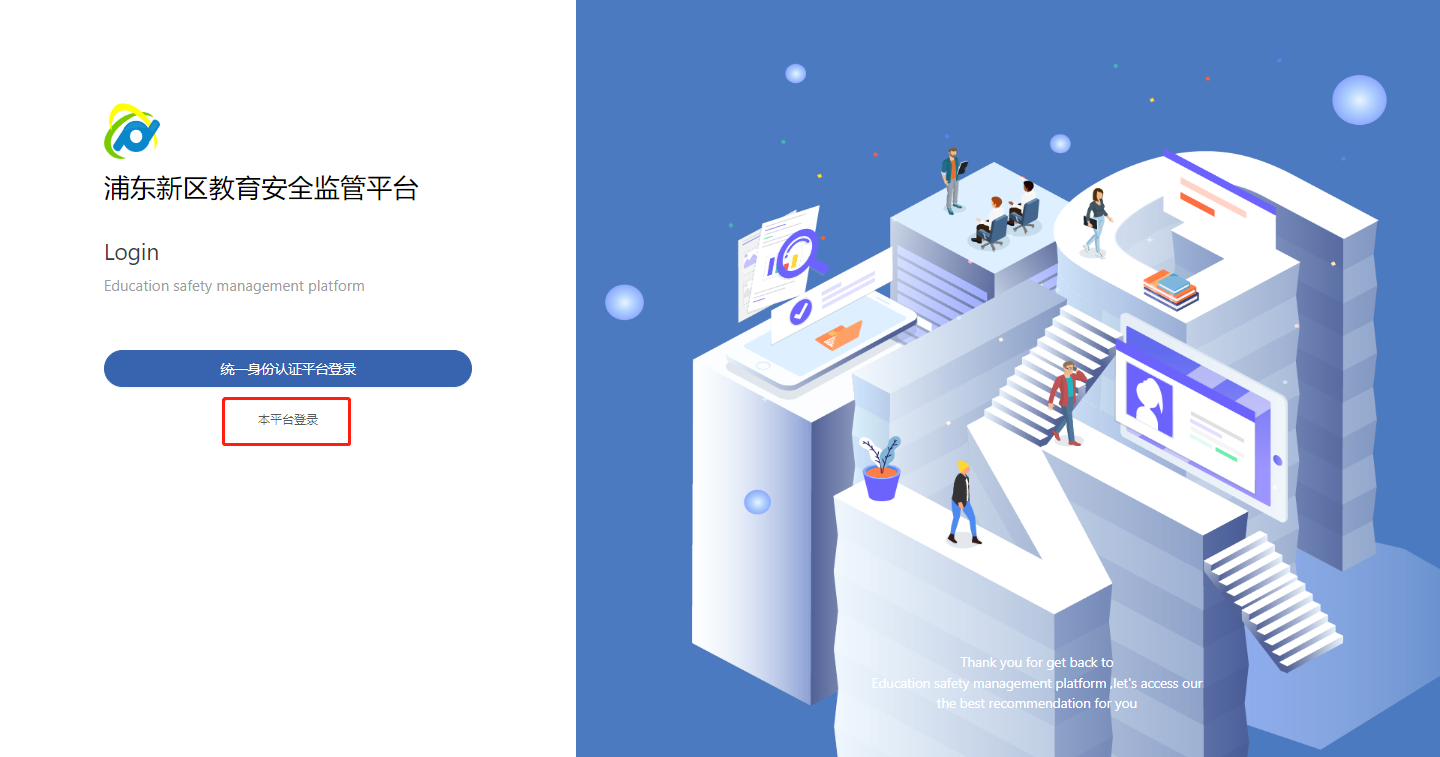 浦东新区教育安全监管平台
Login
Education safety management platform
统一身份认证平台登录
本平台登录
Thank you for get back to
Education safety management platform ,let's access our
the best recommendation for you